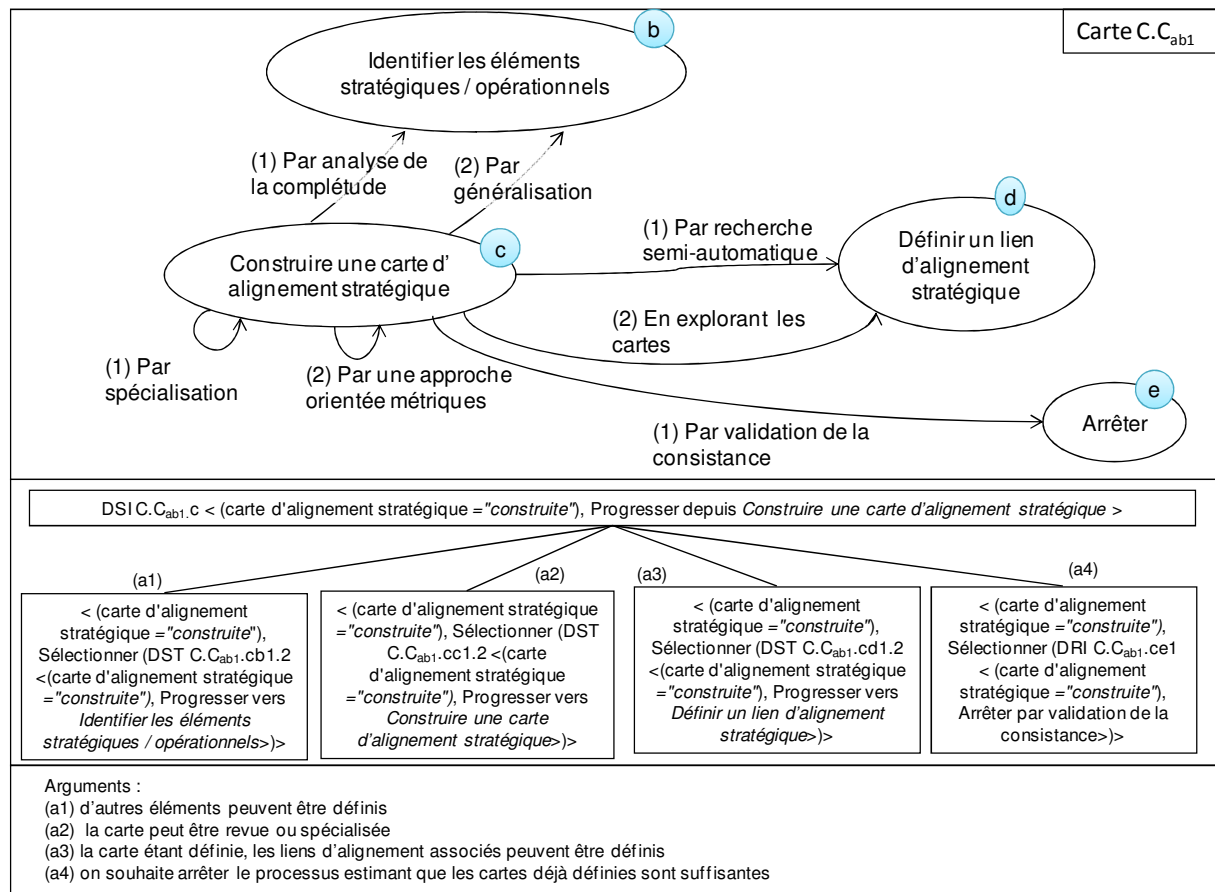 Carte C.Cab1
b
Identifier les éléments
stratégiques / opérationnels
(1) Par analyse de
la complétude
(2) Par
généralisation
c
Construire une carte d'
alignement stratégique
(1) Par recherche
semi-automatique
d
Définir un lien
d'alignement
stratégique
(2) En explorant les
cartes
(1) Par
spécialisation
(2) Par une approche
orientée métriques
e
Arrêter
(1) Par validation de la
consistance
DSI C.Cab1.c < (carte d'alignement stratégique ="construite"), Progresser depuis Construire une carte d'alignement stratégique >
(a1)
< (carte d'alignement
stratégique ="construite"),
Sélectionner (DST C.Cab1.cb1.2
<(carte d'alignement stratégique
="construite"), Progresser vers
Identifier les éléments
stratégiques / opérationnels>)>
(a2)
< (carte d'alignement stratégique
="construite"), Sélectionner (DST
C.Cab1.cc1.2 <(carte
d'alignement stratégique
="construite"), Progresser vers
Construire une carte
d'alignement stratégique>)>
(a3)
< (carte d'alignement
stratégique ="construite"),
Sélectionner (DST C.Cab1.cd1.2
<(carte d'alignement stratégique
="construite"), Progresser vers
Définir un lien d'alignement
stratégique>)>
(a4)
< (carte d'alignement
stratégique ="construite"),
Sélectionner (DRI C.Cab1.ce1
< (carte d'alignement
stratégique ="construite"),
Arrêter par validation de la
consistance>)>
Arguments :
(a1) d'autres éléments peuvent être définis
(a2) la carte peut être revue ou spécialisée
(a3) la carte étant définie, les liens d'alignement associés peuvent être définis
(a4) on souhaite arrêter le processus estimant que les cartes déjà définies sont suffisantes